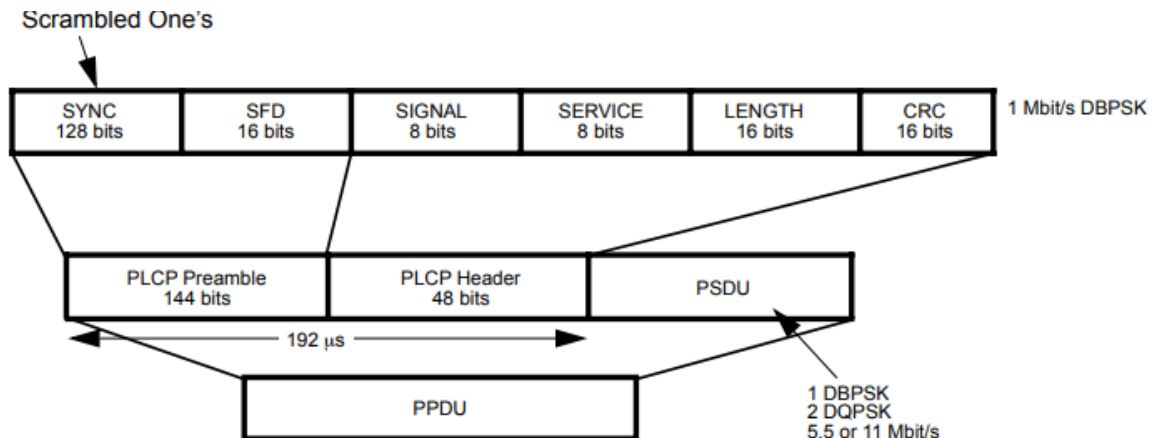 Scrambled One's
SYNC
128 bits
SFD
16 bits
SIGNAL
8 bits
SERVICE
8 bits
LENGTH
16 bits
CRC
16 bits
1 Mbit/s DBPSK
PLCP Preamble
144 bits
PLCP Header
48 bits
PSDU
192 μs
PPDU
1 DBPSK
2 DQPSK
5.5 or 11 Mbit/s